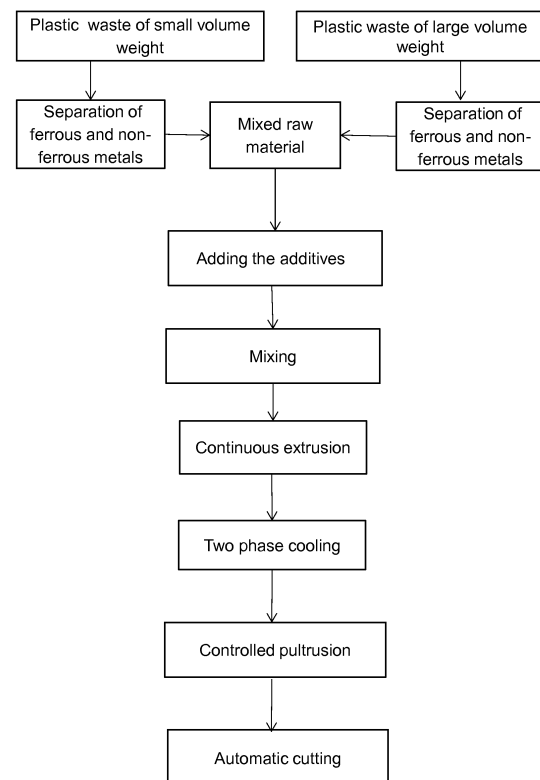 Plastic waste of small volume
weight
Plastic waste of large volume
weight
Separation of
ferrous and non-
ferrous metals
Mixed raw
material
Separation of
ferrous and non-
ferrous metals
Adding the additives
Mixing
Continuous extrusion
Two phase cooling
Controlled pultrusion
Automatic cutting